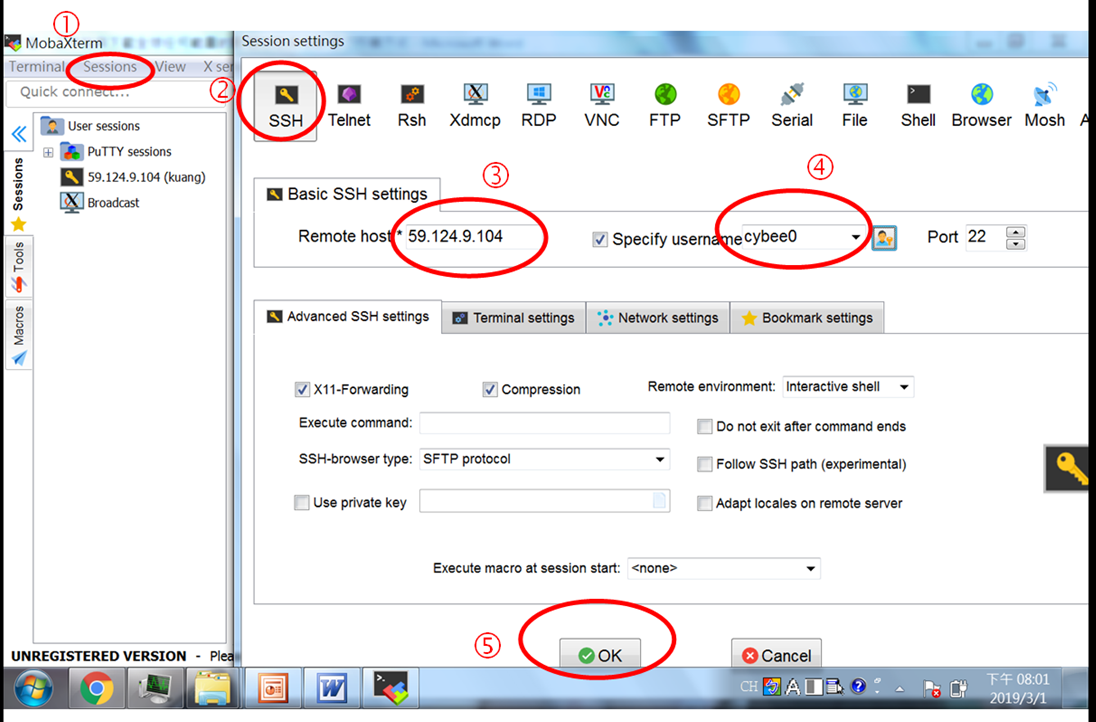 ①
MobaXterm
Session settings
Terminal Sessions View X ser
②
Quick connect...
SSH Telnet Rsh Xdmcp RDP VNC FTP SFTP Serial File Shell Browser Mosh A
User sessions
PuTTY sessions
59.124.9.104 (kuang)
Broadcast
Sessions
Tools
Macros
③
④
Basic SSH settings
Remote host * 59.124.9.104 Specify username cybee0 Port 22
Advanced SSH settings Terminal settings Network settings Bookmark settings
X11-Forwarding Compression Remote environment: Interactive shell
Execute command: Do not exit after command ends
SSH-browser type: SFTP protocol Follow SSH path (experimental)
Use private key Adapt locales on remote server
Execute macro at session start: <none>
⑤
OK Cancel
UNREGISTERED VERSION - Plea
CH
下午 08:01
2019/3/1